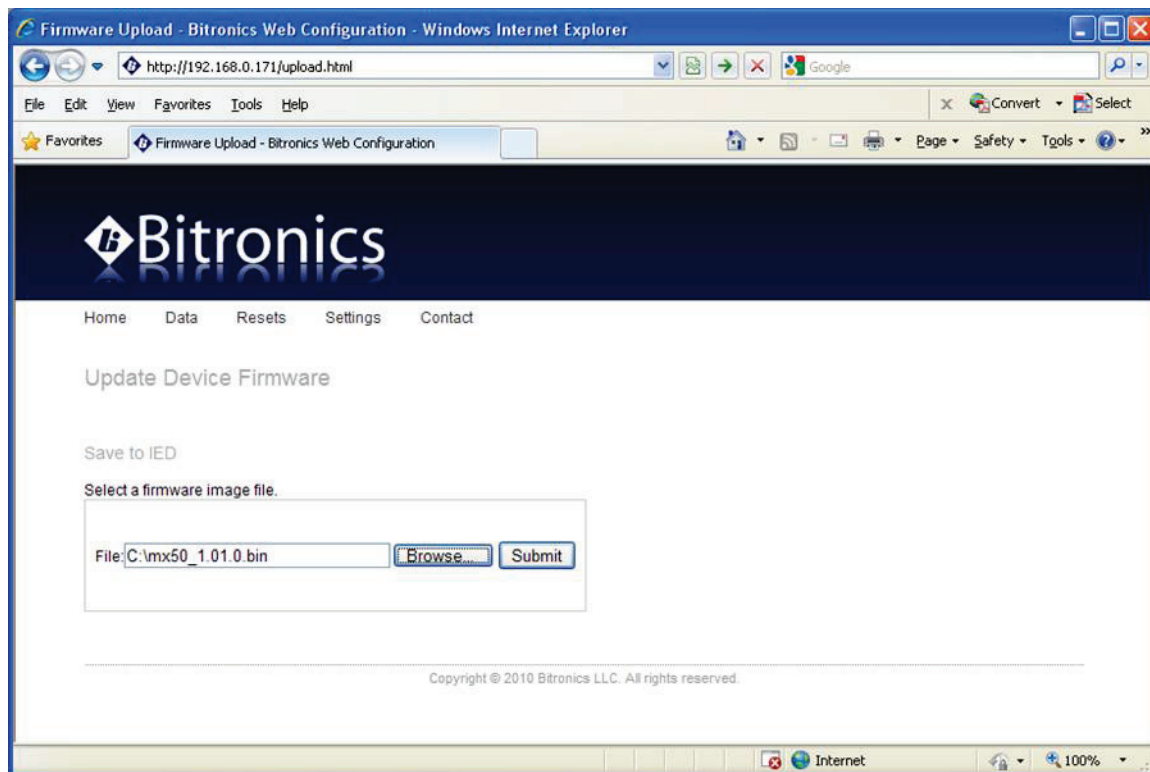 Firmware Upload - Bitronics Web Configuration - Windows Internet Explorer
http://192.168.0.171/upload.html
Google
File Edit View Favorites Tools Help
x Convert Select
Favorites
Firmware Upload - Bitronics Web Configuration
Page Safety Tools »
Bitronics
Home Data Resets Settings Contact
Update Device Firmware
Save to IED
Select a firmware image file.
File: C:\mx50_1.01.0.bin Browse... Submit
Copyright © 2010 Bitronics LLC. All rights reserved.
Internet 100%